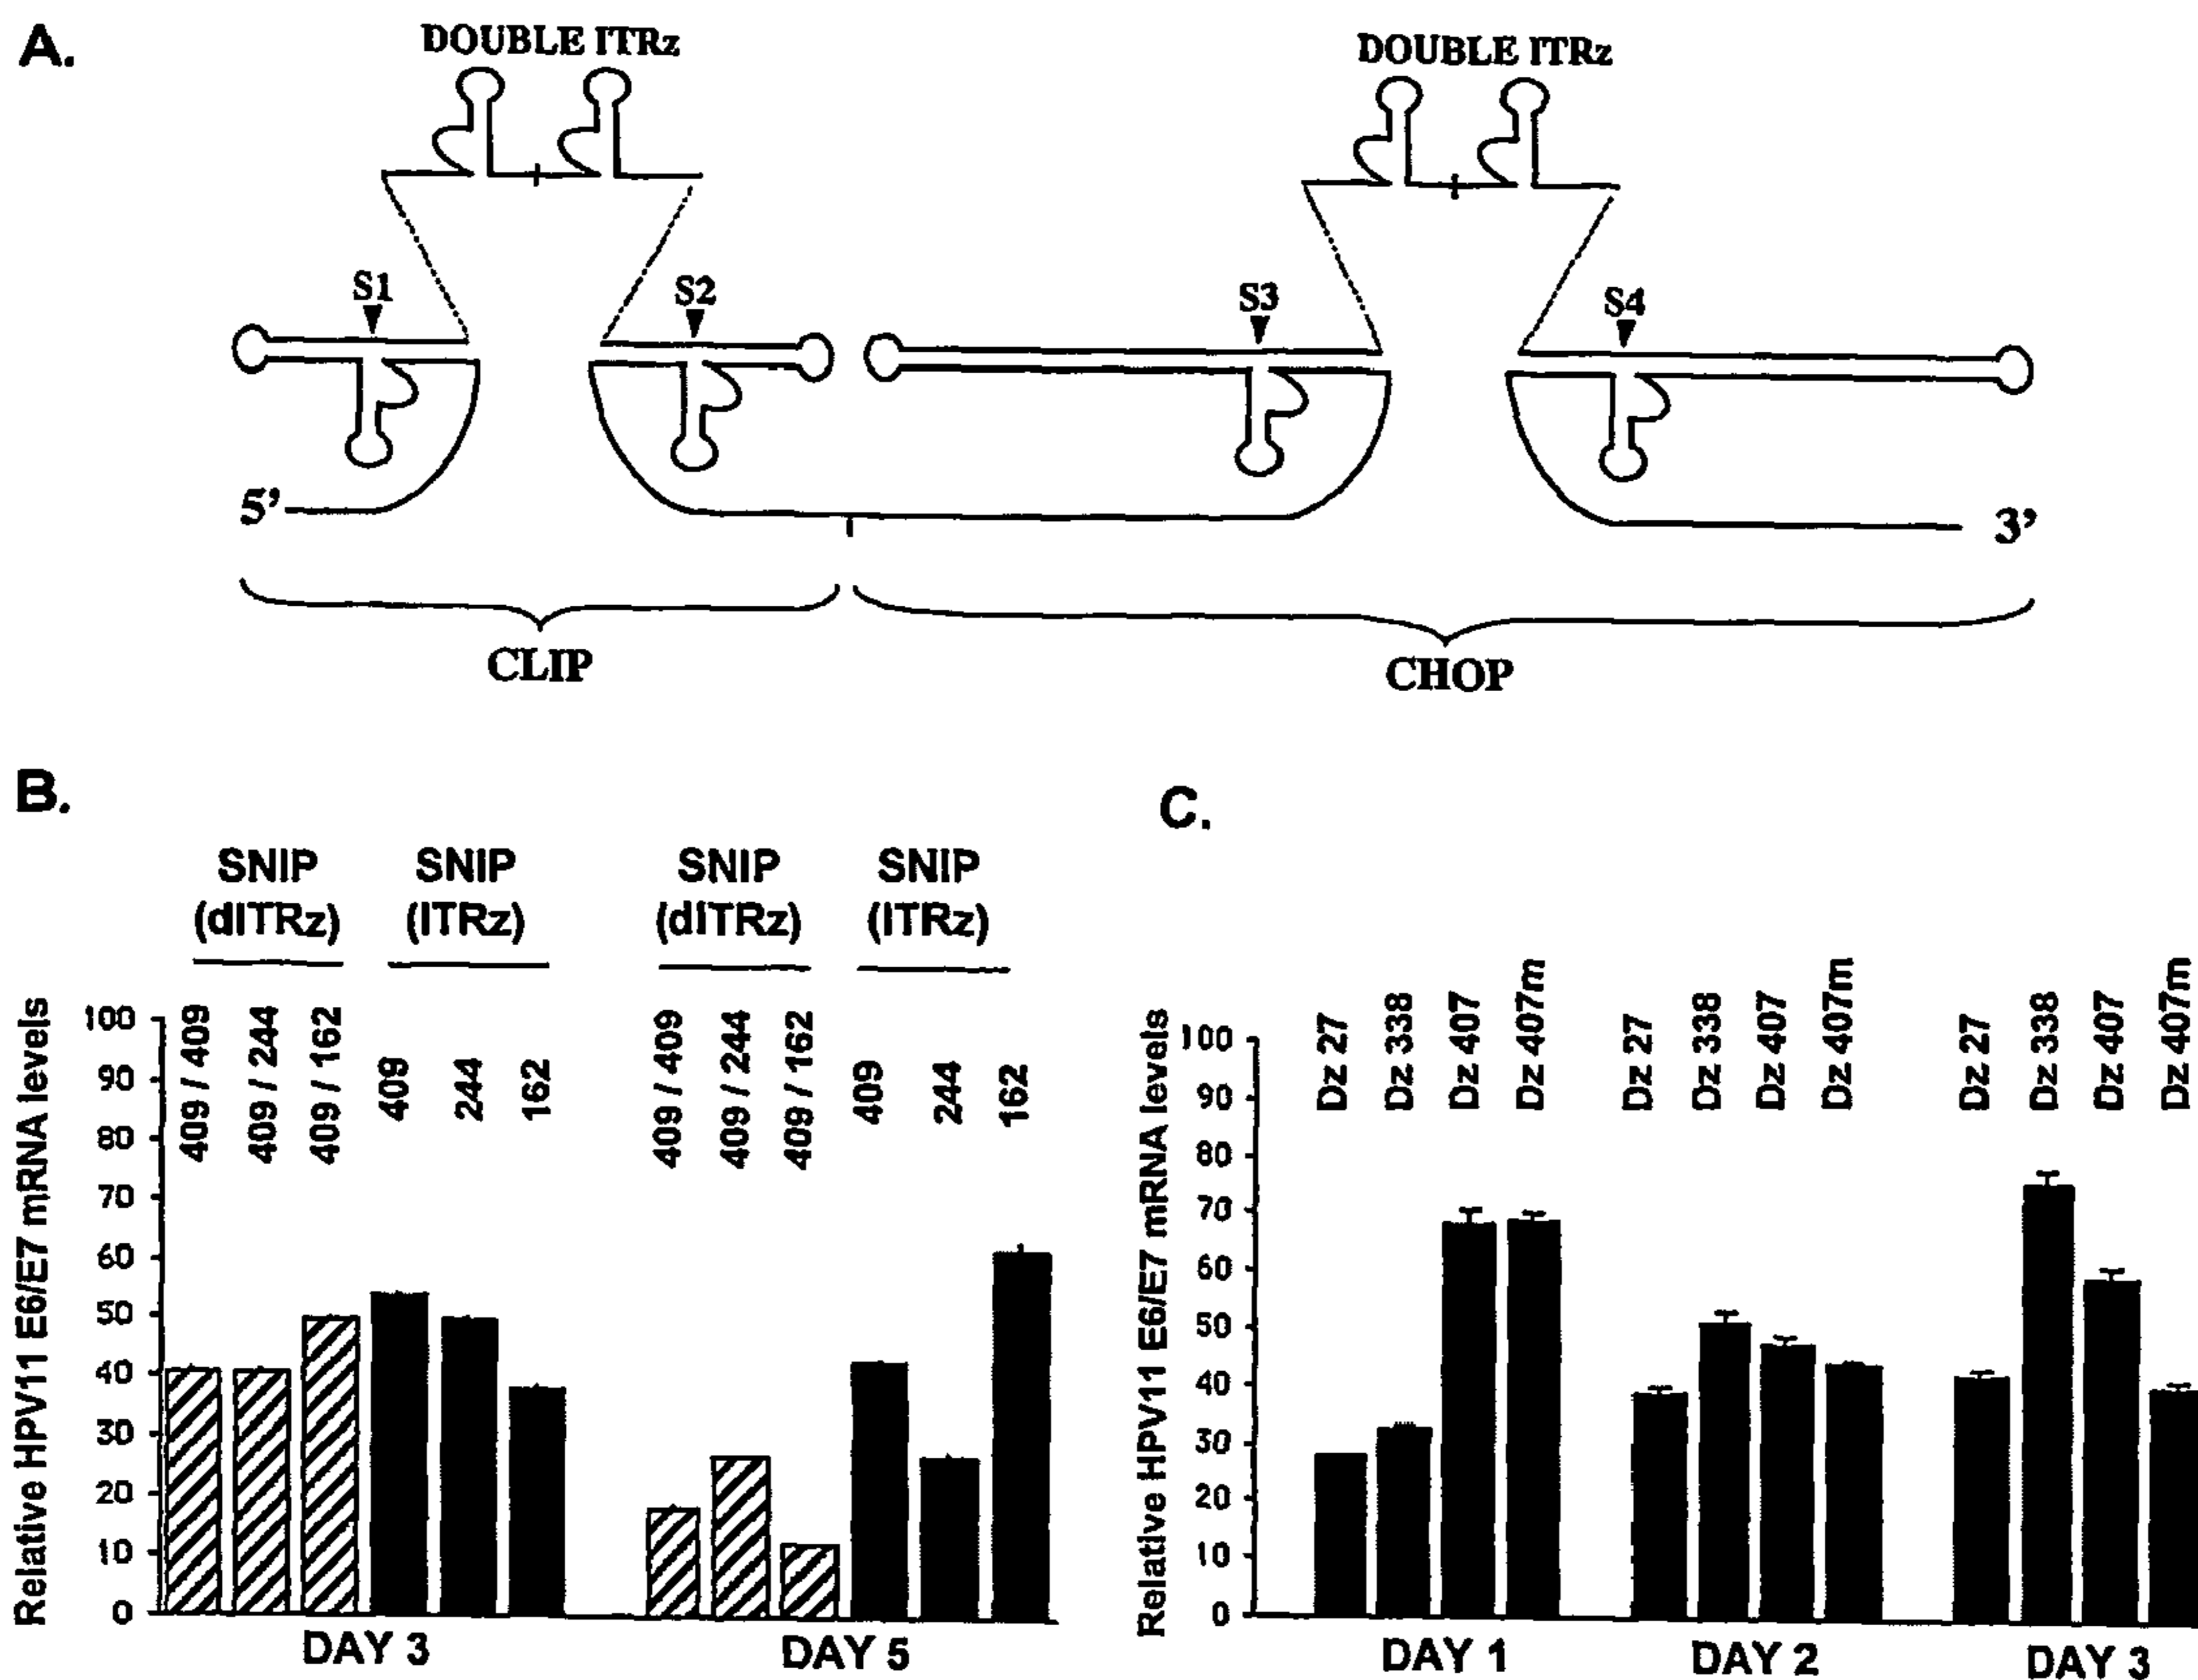 A.
DOUBLE ITRz
DOUBLE ITRz
S1
S2
S3
S4
5'
3'
CLIP
CHOP
B.
SNIP (dITRz)
SNIP (ITRz)
SNIP (dITRz)
SNIP (ITRz)
409 / 409
409 / 244
409 / 162
409
244
162
409 / 409
409 / 244
409 / 162
409
244
162
Relative HPV11 E6/E7 mRNA levels
100
90
80
70
60
50
40
30
20
10
0
DAY 3
DAY 5
C.
Dz 27
Dz 338
Dz 407
Dz 407m
Dz 27
Dz 338
Dz 407
Dz 407m
Dz 27
Dz 338
Dz 407
Dz 407m
Relative HPV11 E6/E7 mRNA levels
100
90
80
70
60
50
40
30
20
10
0
DAY 1
DAY 2
DAY 3